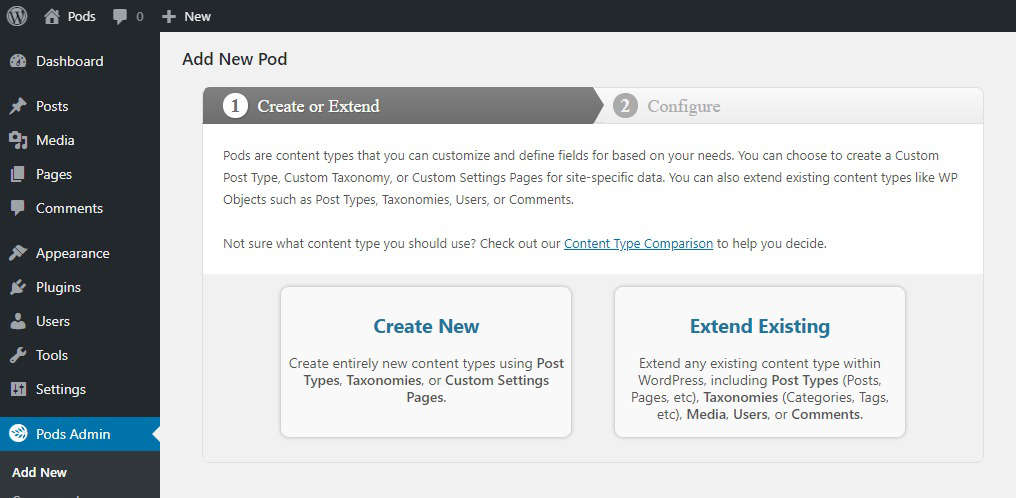 Pods
0
New
Dashboard
Posts
Media
Pages
Comments
Appearance
Plugins
Users
Tools
Settings
Pods Admin
Add New
Add New Pod
1 Create or Extend
2 Configure
Pods are content types that you can customize and define fields for based on your needs. You can choose to create a Custom
Post Type, Custom Taxonomy, or Custom Settings Pages for site-specific data. You can also extend existing content types like WP
Objects such as Post Types, Taxonomies, Users, or Comments.
Not sure what content type you should use? Check out our Content Type Comparison to help you decide.
Create New
Create entirely new content types using Post
Types, Taxonomies, or Custom Settings
Pages.
Extend Existing
Extend any existing content type within
WordPress, including Post Types (Posts,
Pages, etc), Taxonomies (Categories, Tags,
etc), Media, Users, or Comments.